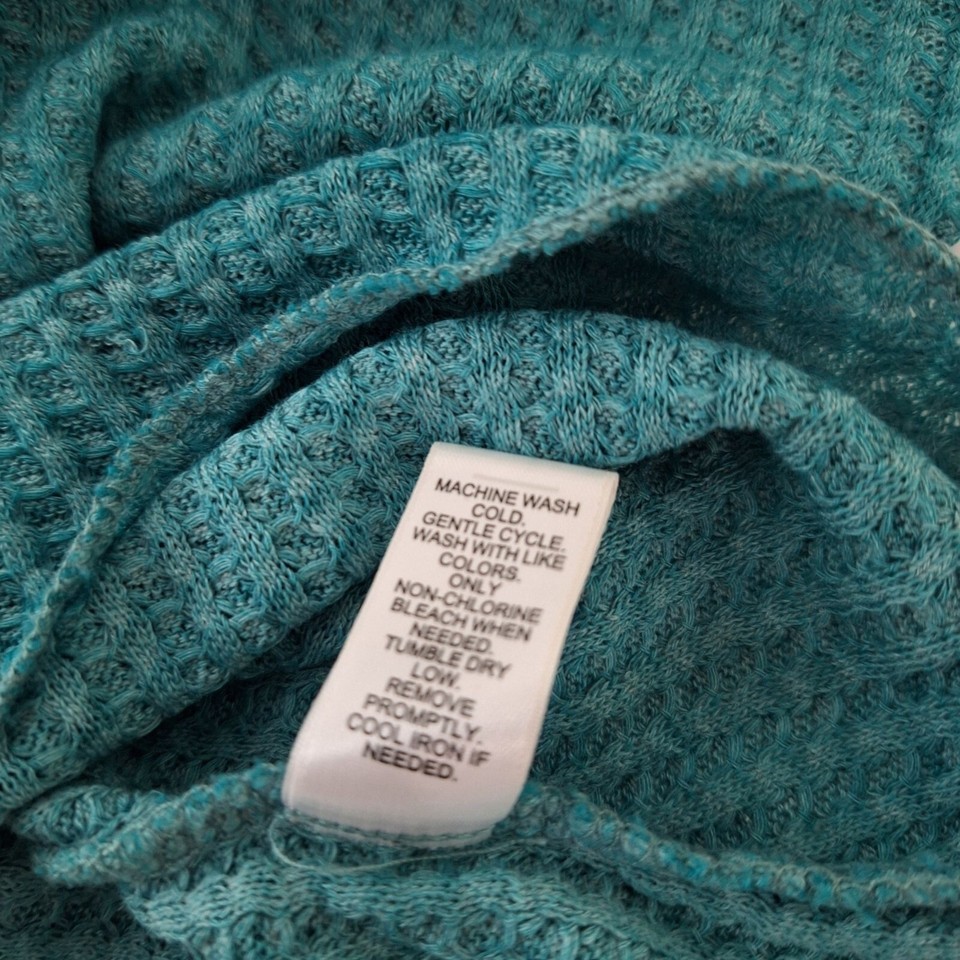 MACHINE WASH
COLD.
GENTLE CYCLE.
WASH WITH LIKE
COLORS.
ONLY
NON-CHLORINE
BLEACH WHEN
NEEDED.
TUMBLE DRY
LOW.
REMOVE
PROMPTLY.
COOL IRON IF
NEEDED.